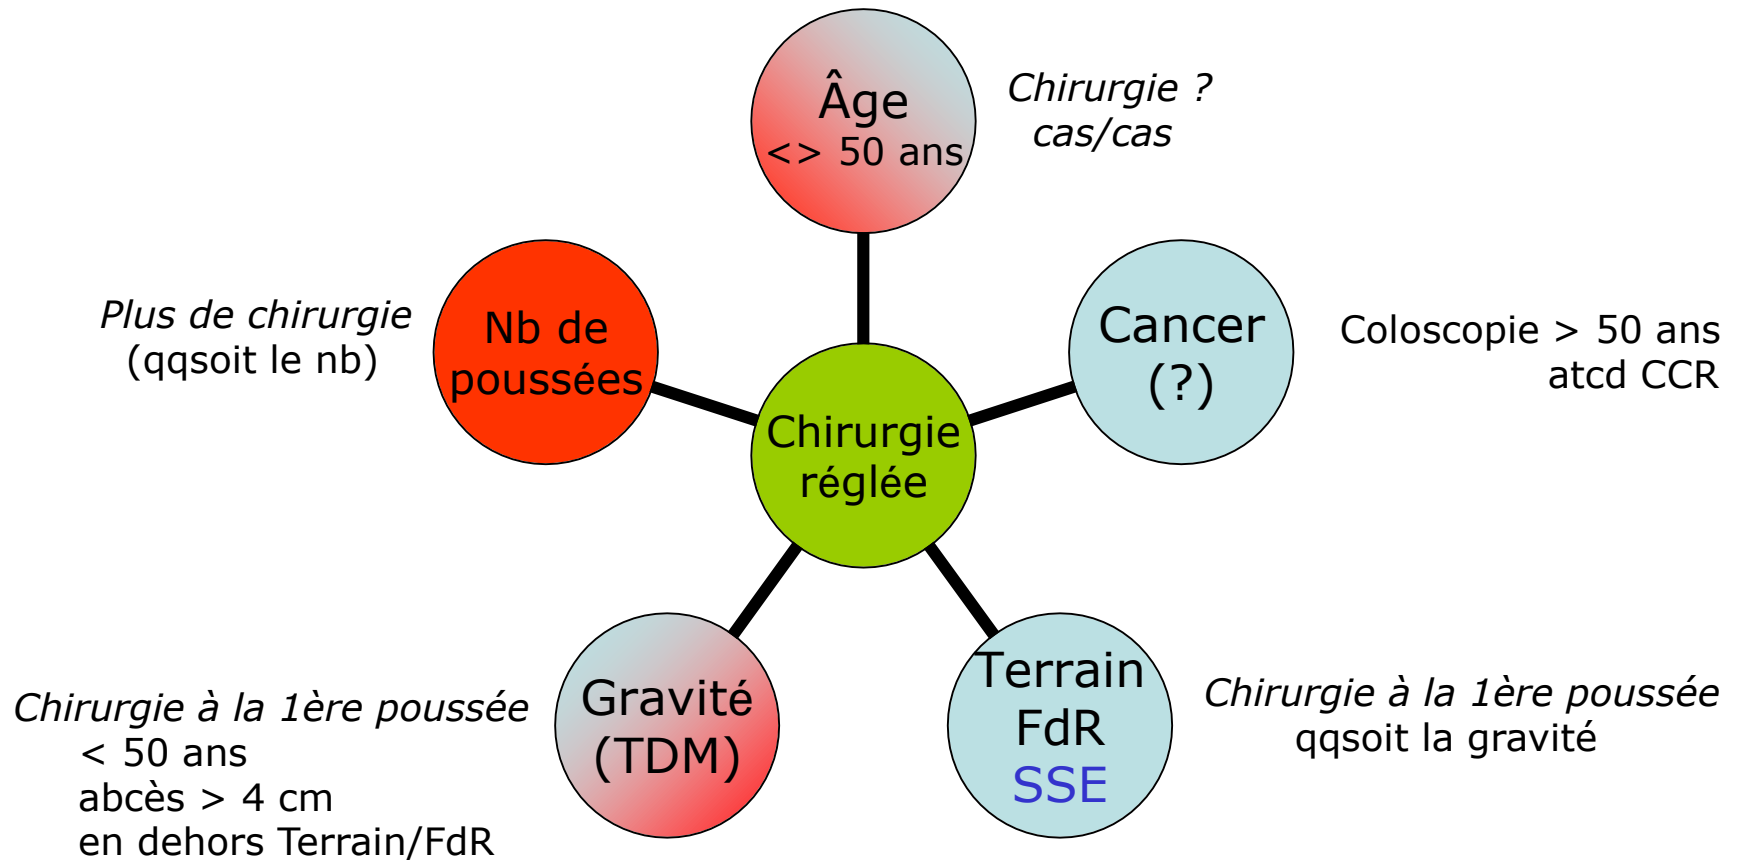 Âge
<> 50 ans
Chirurgie ?
cas/cas
Plus de chirurgie
(qqsoit le nb)
Nb de
poussées
Cancer
(?)
Coloscopie > 50 ans
atcd CCR
Chirurgie
réglée
Chirurgie à la 1ère poussée
< 50 ans
abcès > 4 cm
en dehors Terrain/FdR
Gravité
(TDM)
Terrain
FdR
SSE
Chirurgie à la 1ère poussée
qqsoit la gravité